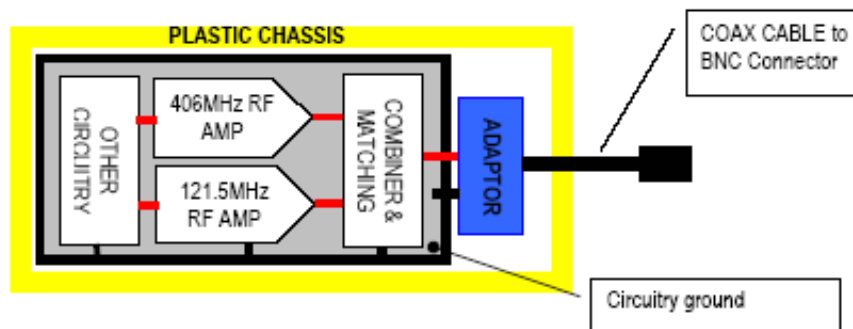 COAX CABLE to
BNC Connector
PLASTIC CHASSIS
OTHER
CIRCUITRY
406MHz RF
AMP
121.5MHz
RF AMP
COMBINER &
MATCHING
ADAPTOR
Circuitry ground